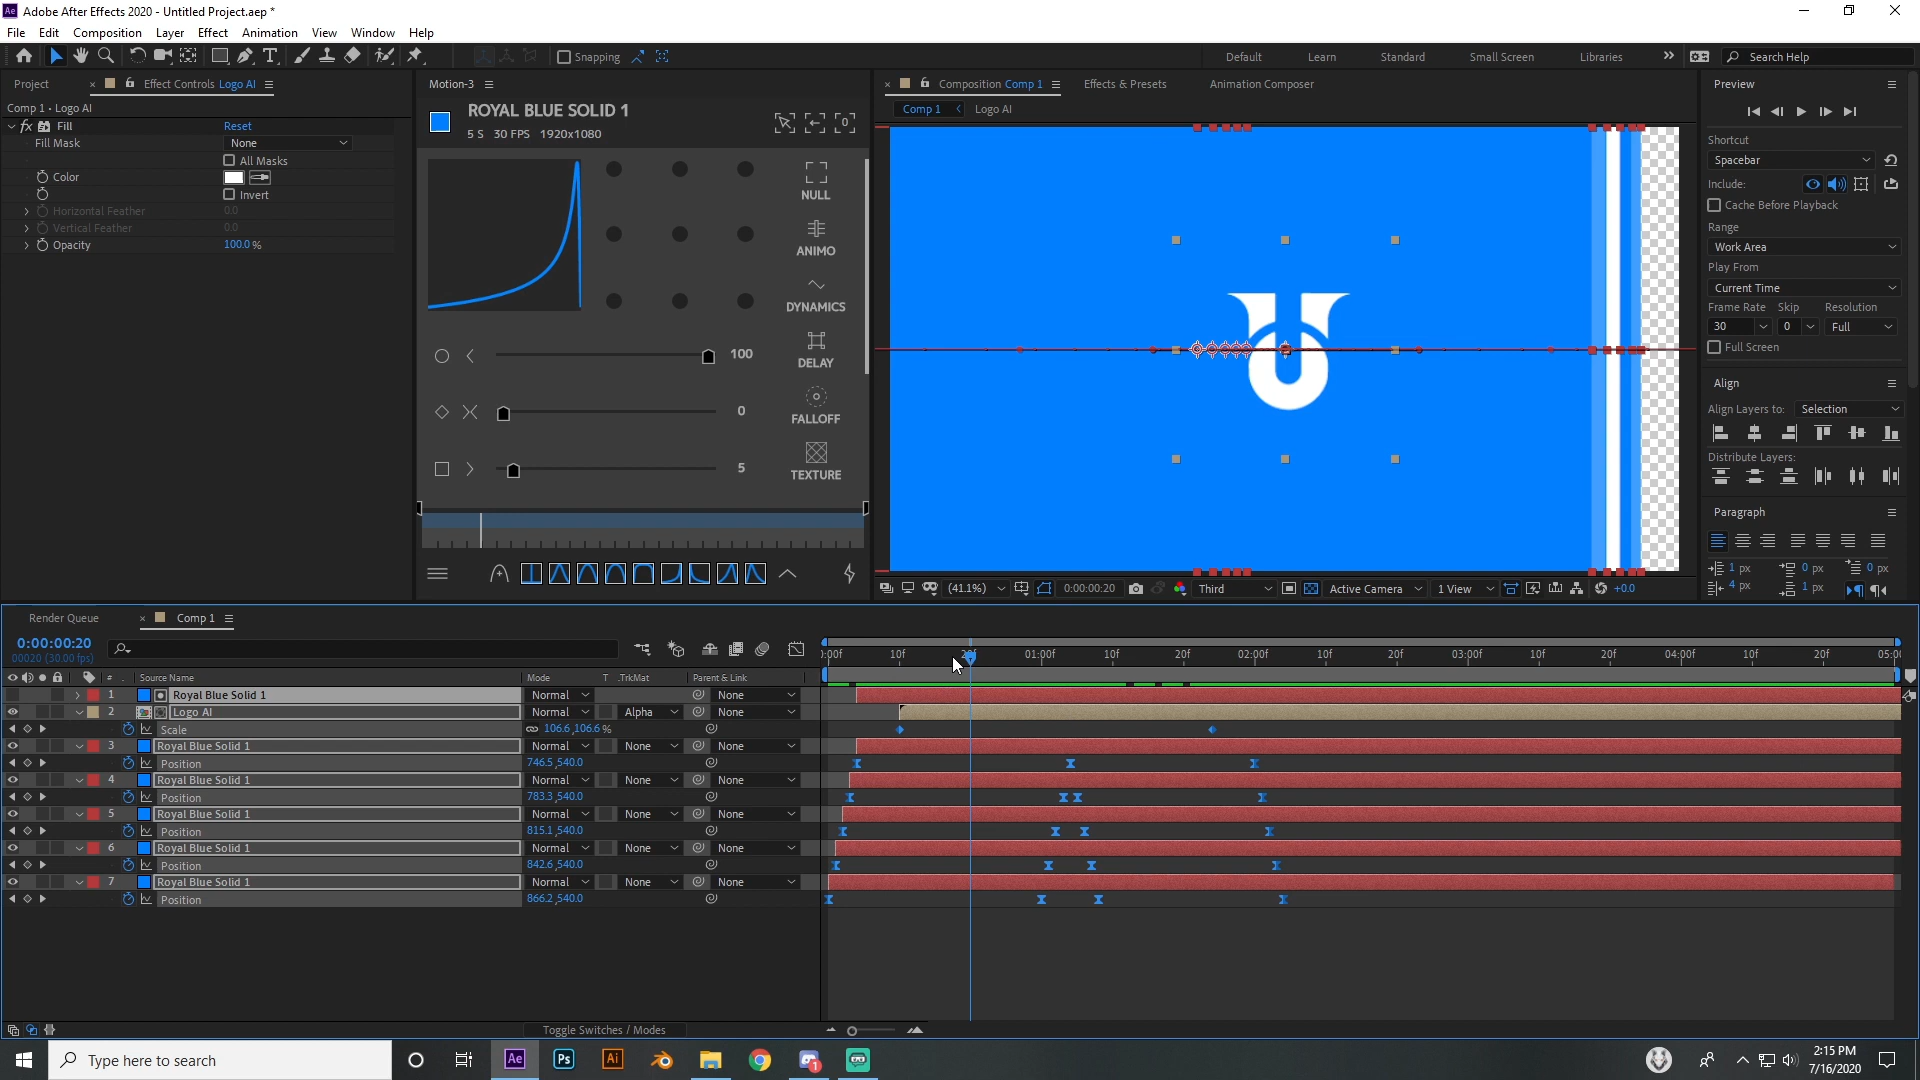 Ae Adobe After Effects 2020 - Untitled Project.aep *
File Edit Composition Layer Effect Animation View Window Help
Snapping Default Learn Standard Small Screen Libraries Search Help
Project Effect Controls Logo AI
Comp 1 • Logo AI
fx Fill Reset
Fill Mask None
All Masks
Color
Invert
Horizontal Feather 0.0
Vertical Feather 0.0
Opacity 100.0 %
Motion-3
ROYAL BLUE SOLID 1
5 S 30 FPS 1920x1080
NULL
ANIMO
DYNAMICS
100
DELAY
0
FALLOFF
5
TEXTURE
Composition Comp 1 Effects & Presets Animation Composer
Comp 1 Logo AI
(41.1%) 0:00:00:20 Third Active Camera 1 View +0.0
Preview
Shortcut
Spacebar
Include:
Cache Before Playback
Range
Work Area
Play From
Current Time
Frame Rate Skip Resolution
30 0 Full
Full Screen
Align
Align Layers to: Selection
Distribute Layers:
Paragraph
1 px 0 px 0 px
4 px 1 px
Render Queue Comp 1
0:00:00:20
00020 (30.00 fps)
:00f 10f 20f 01:00f 10f 20f 02:00f 10f 20f 03:00f 10f 20f 04:00f 10f 20f 05:0
# Source Name Mode T .TrkMat Parent & Link
1 Royal Blue Solid 1 Normal None
2 Logo AI Normal Alpha None
Scale 106.6,106.6 %
3 Royal Blue Solid 1 Normal None None
Position 746.5,540.0
4 Royal Blue Solid 1 Normal None None
Position 783.3,540.0
5 Royal Blue Solid 1 Normal None None
Position 815.1,540.0
6 Royal Blue Solid 1 Normal None None
Position 842.6,540.0
7 Royal Blue Solid 1 Normal None None
Position 866.2,540.0
Toggle Switches / Modes
Type here to search Ae Ps Ai 1 2:15 PM
7/16/2020